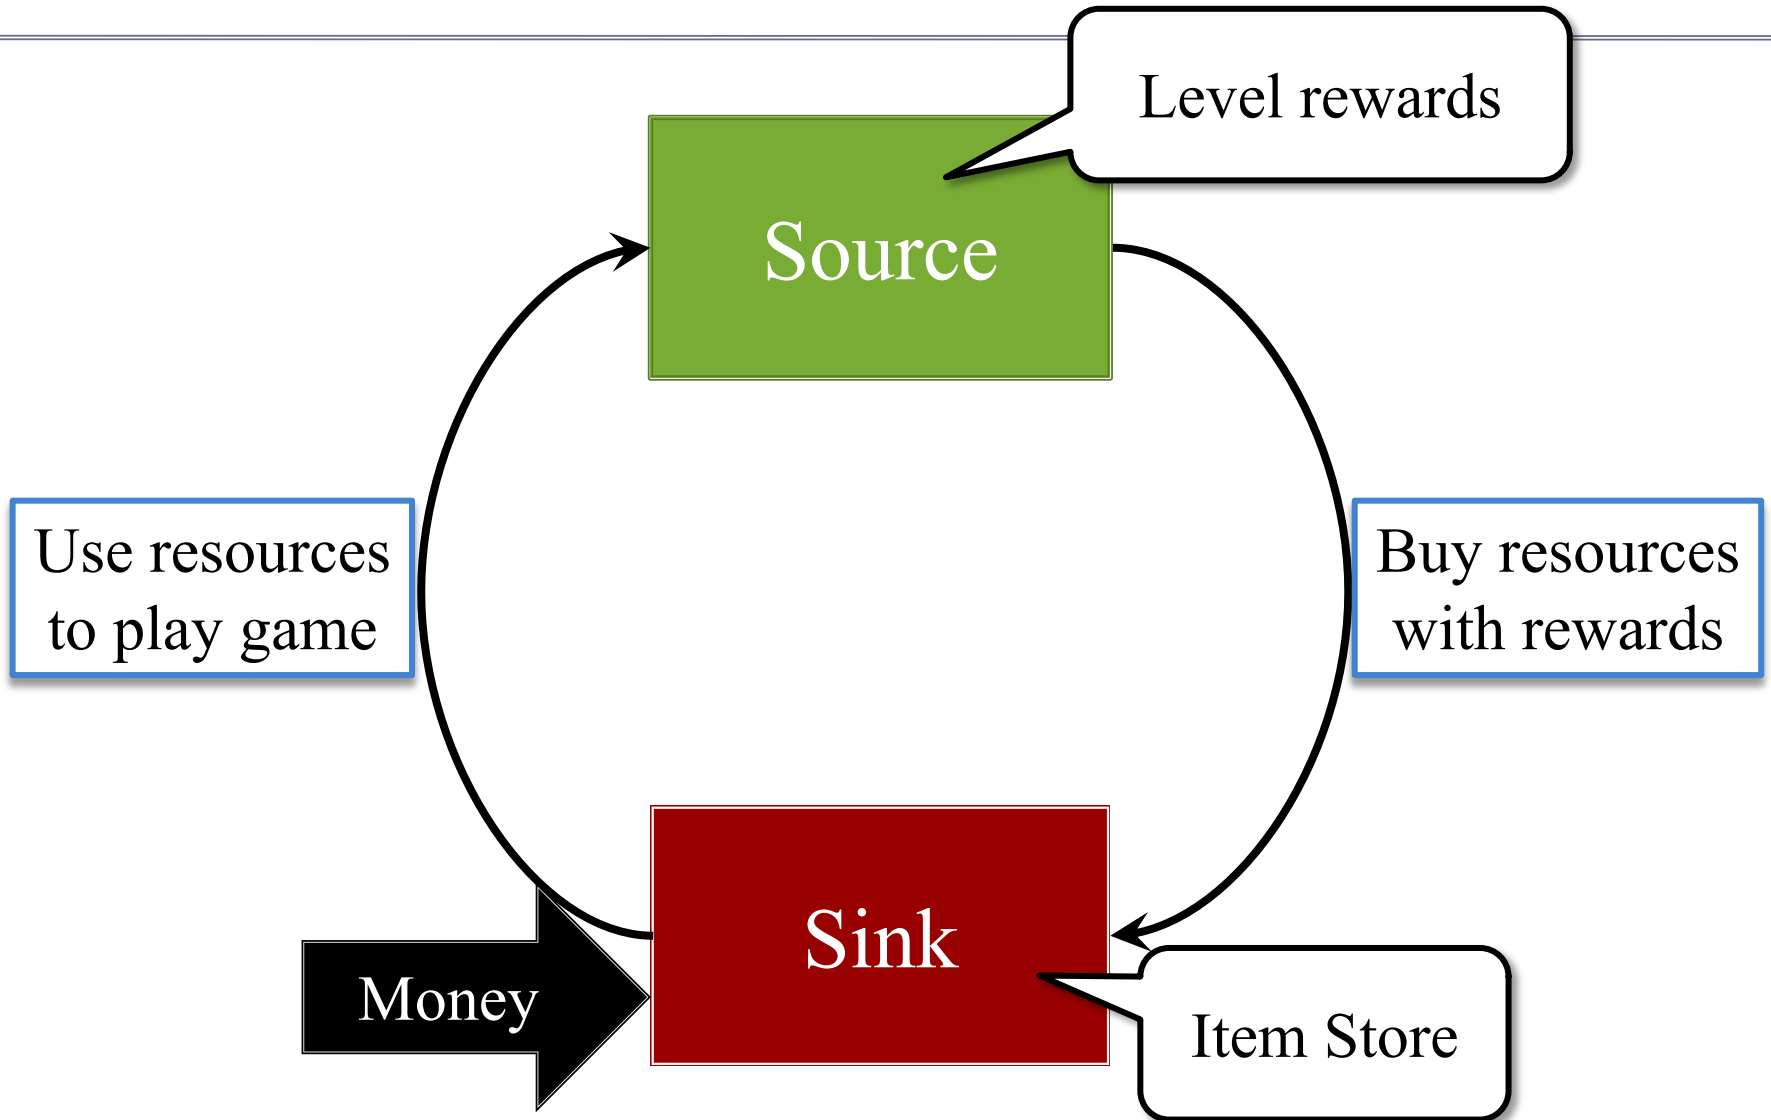 Level rewards
Source
Use resources
to play game
Buy resources
with rewards
Sink
Money
Item Store